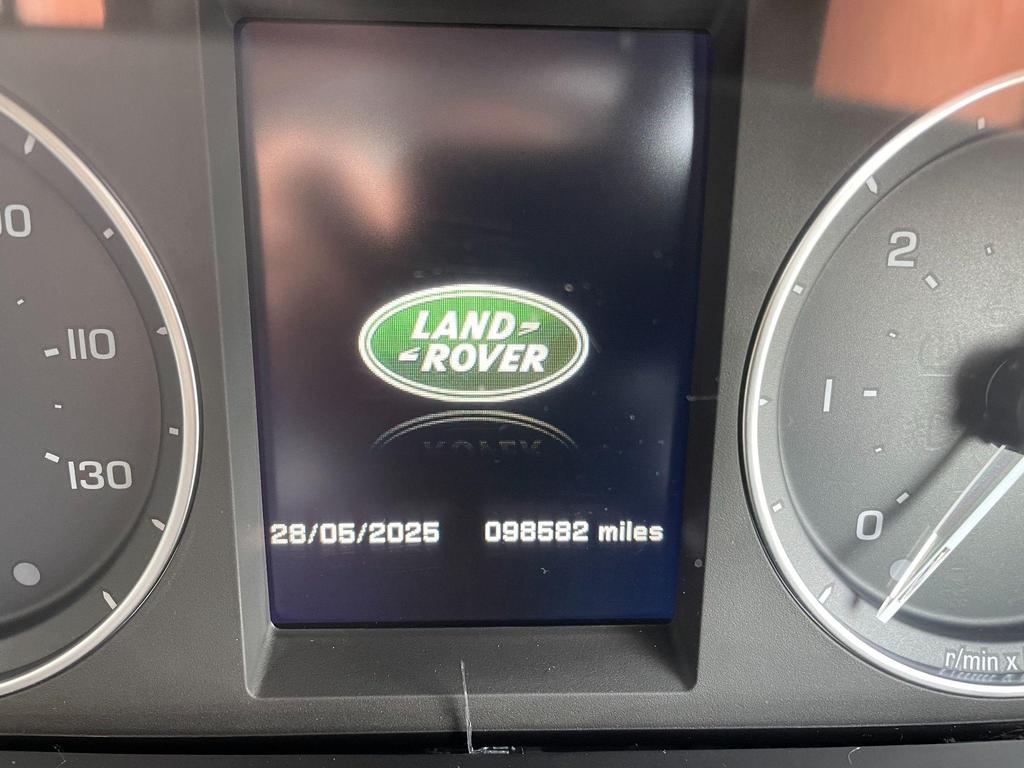 110
130
LAND
ROVER
28/05/2025 098582 miles
2
1
0
r/min x